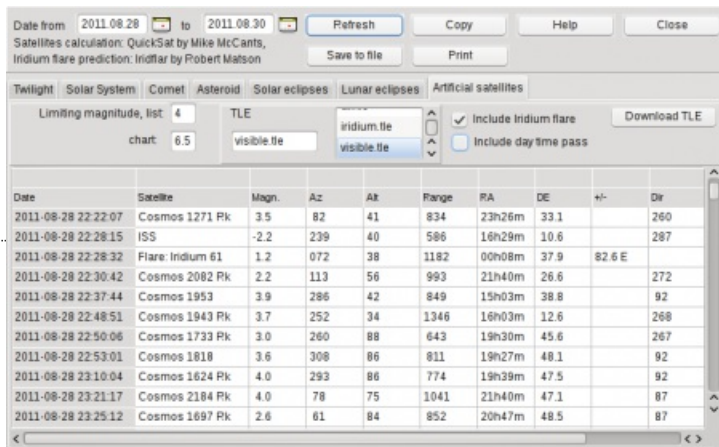 Date from 2011.08.28 to 2011.08.30 Refresh Copy Help Close
Satellites calculation: QuickSat by Mike McCants,
Iridium flare prediction: Iridflar by Robert Matson
Save to file Print
Twilight Solar System Comet Asteroid Solar eclipses Lunar eclipses Artificial satellites
Limiting magnitude, list: 4 TLE iridium.tle Include Iridium flare Download TLE
chart: 6.5 visible.tle visible.tle Include day time pass
Date Satellite Magn. Az Alt Range RA DE +/- Dir
2011-08-28 22:22:07 Cosmos 1271 Rk 3.5 82 41 834 23h26m 33.1 260
2011-08-28 22:28:15 ISS -2.2 239 40 586 16h29m 10.6 287
2011-08-28 22:28:32 Flare: Iridium 61 1.2 072 38 1182 00h08m 37.9 82.6 E
2011-08-28 22:30:42 Cosmos 2082 Rk 2.2 113 56 993 21h40m 26.6 272
2011-08-28 22:37:44 Cosmos 1953 3.9 286 42 849 15h03m 38.8 92
2011-08-28 22:48:51 Cosmos 1943 Rk 3.7 252 34 1346 16h03m 12.6 268
2011-08-28 22:50:06 Cosmos 1733 Rk 3.0 260 88 643 19h30m 45.6 267
2011-08-28 22:53:01 Cosmos 1818 3.6 308 86 811 19h27m 48.1 92
2011-08-28 23:10:04 Cosmos 1624 Rk 4.0 293 86 774 19h39m 47.5 92
2011-08-28 23:21:17 Cosmos 2184 Rk 4.0 78 75 1041 21h40m 47.1 87
2011-08-28 23:25:12 Cosmos 1697 Rk 2.6 61 84 852 20h47m 48.5 87